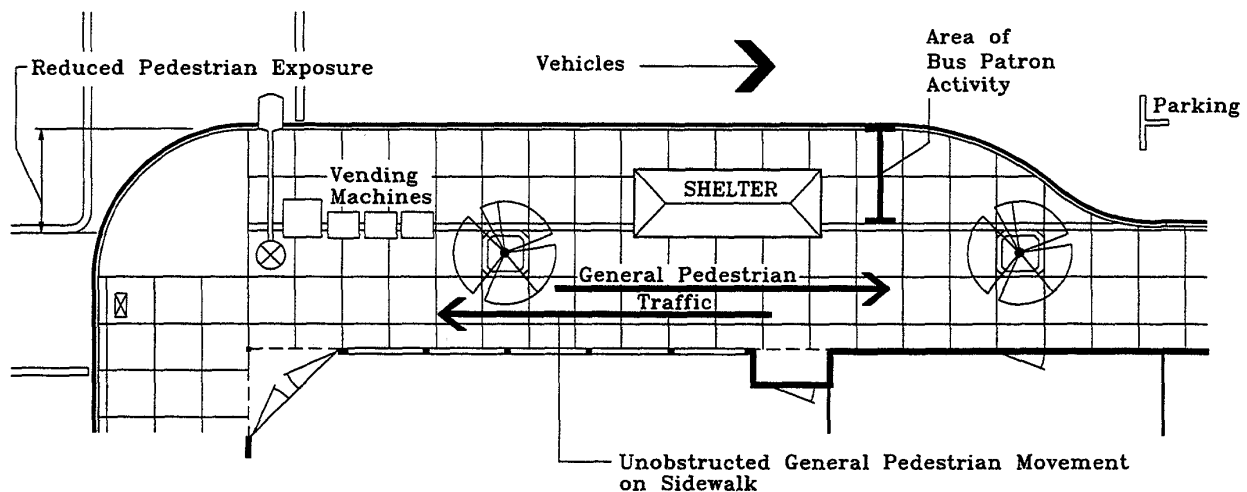 Reduced Pedestrian Exposure
Vehicles
Area of
Bus Patron
Activity
Parking
Vending
Machines
SHELTER
General Pedestrian
Traffic
Unobstructed General Pedestrian Movement
on Sidewalk